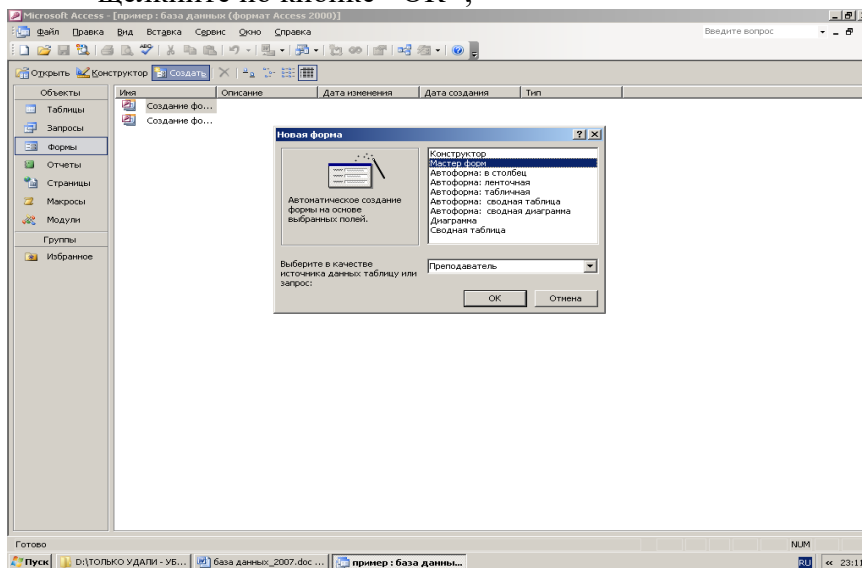 щелкните по кнопке "ОК";
Microsoft Access - [пример : база данных (формат Access 2000)]
Файл Правка Вид Вставка Сервис Окно Справка Введите вопрос
Открыть Конструктор Создать
Объекты Имя Описание Дата изменения Дата создания Тип
Таблицы Создание фо...
Запросы Создание фо...
Формы
Отчеты
Страницы
Макросы
Модули
Группы
Избранное
Новая форма
Автоматическое создание
формы на основе
выбранных полей.
Конструктор
Мастер форм
Автоформа: в столбец
Автоформа: ленточная
Автоформа: табличная
Автоформа: сводная таблица
Автоформа: сводная диаграмма
Диаграмма
Сводная таблица
Выберите в качестве
источника данных таблицу или
запрос:
Преподаватель
ОК Отмена
Готово NUM
Пуск D:\ТОЛЬКО УДАЛИ - УБ... база данных_2007.doc ... пример : база данны... RU « 23:11